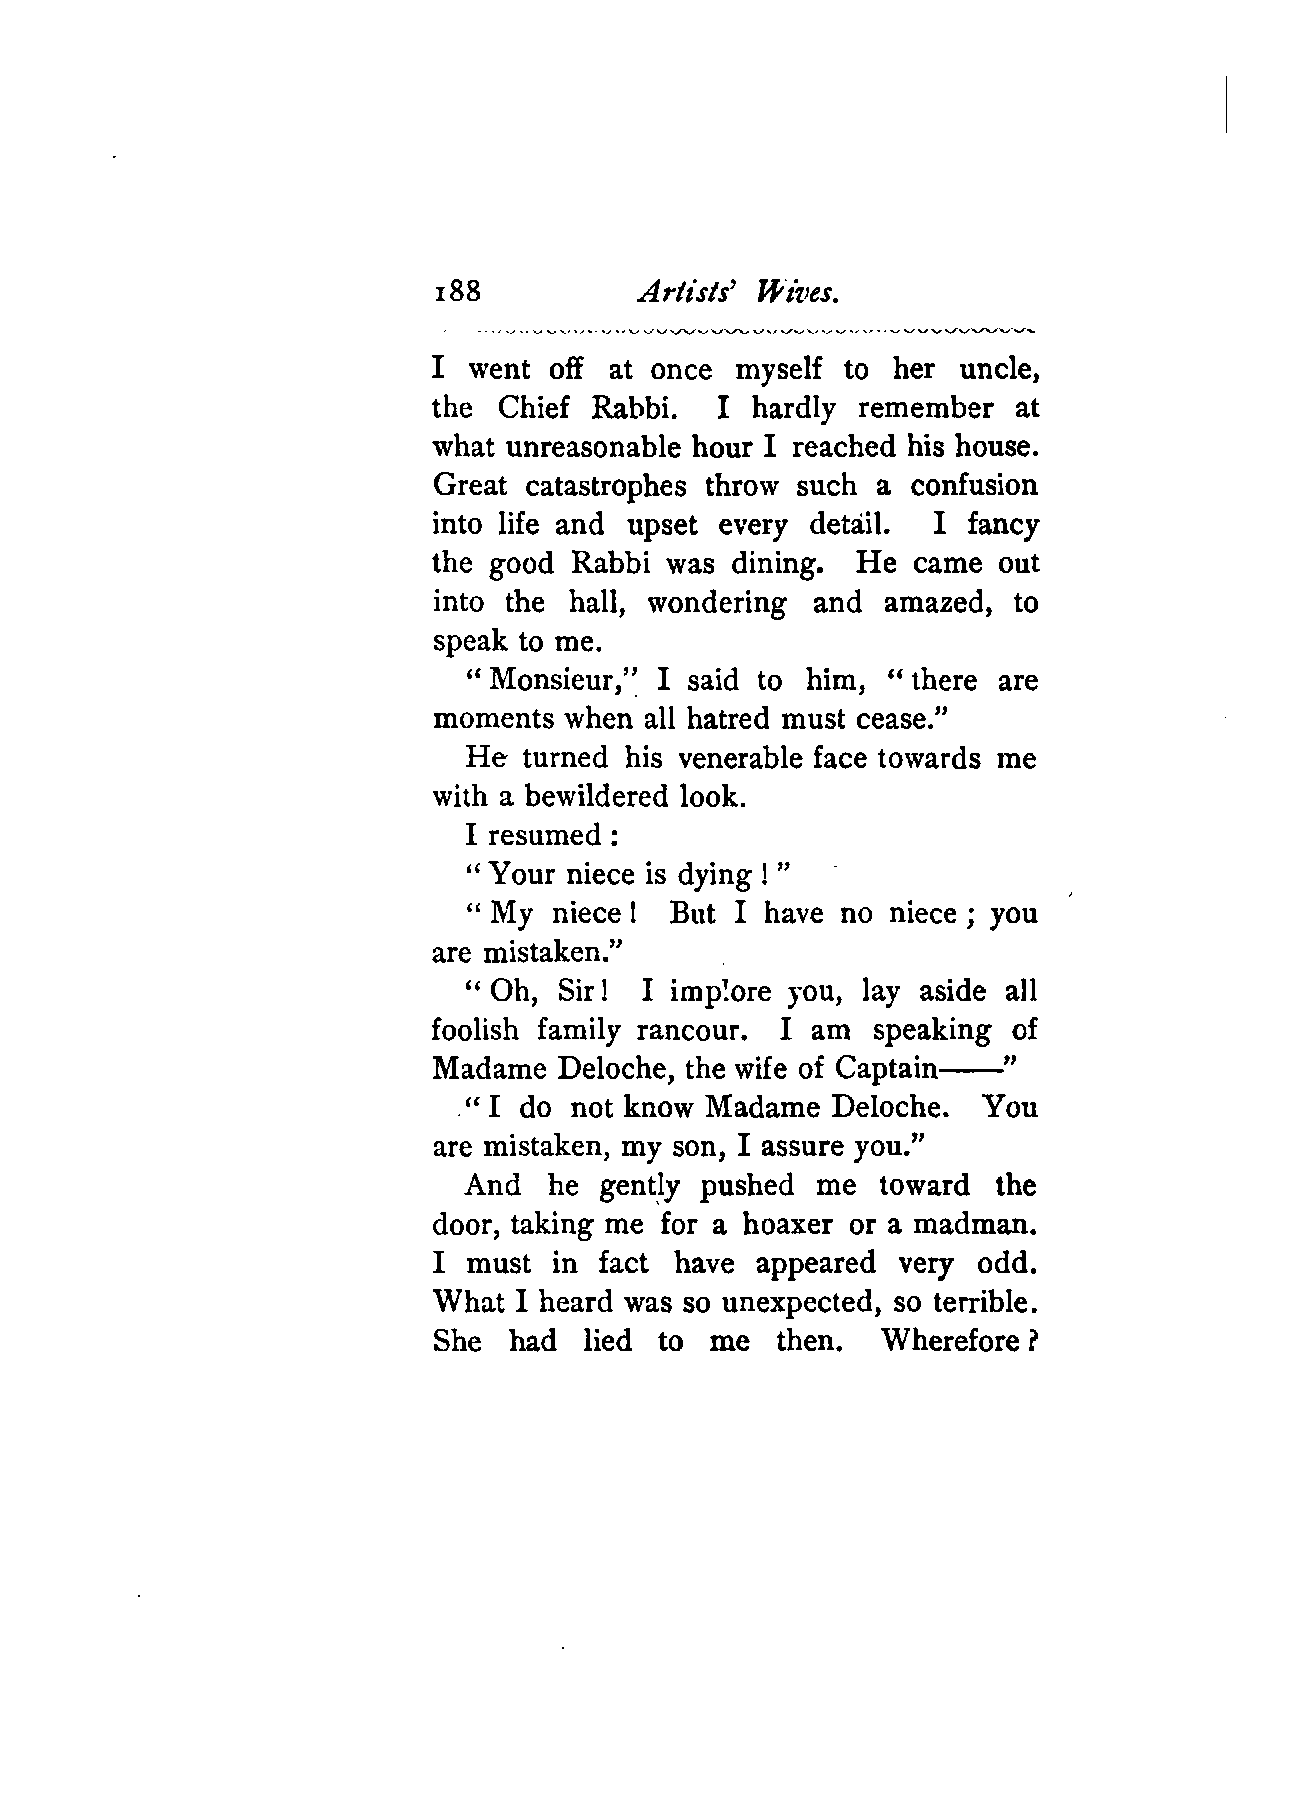 188 Artists' Wives.
I went off at once myself to her uncle,
the Chief Rabbi. I hardly remember at
what unreasonable hour I reached his house.
Great catastrophes throw such a confusion
into life and upset every detail. I fancy
the good Rabbi was dining. He came out
into the hall, wondering and amazed, to
speak to me.
" Monsieur," I said to him, " there are
moments when all hatred must cease."
He turned his venerable face towards me
with a bewildered look.
I resumed :
" Your niece is dying ! "
" My niece ! But I have no niece ; you
are mistaken."
" Oh, Sir ! I implore you, lay aside all
foolish family rancour. I am speaking of
Madame Deloche, the wife of Captain——"
" I do not know Madame Deloche. You
are mistaken, my son, I assure you."
And he gently pushed me toward the
door, taking me for a hoaxer or a madman.
I must in fact have appeared very odd.
What I heard was so unexpected, so terrible.
She had lied to me then. Wherefore ?